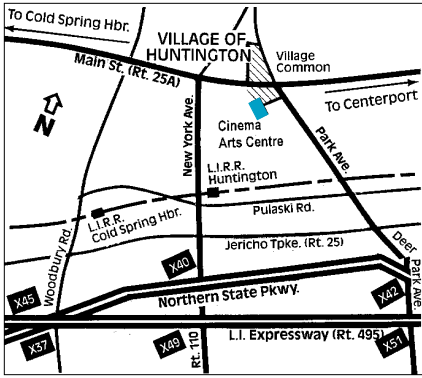 To Cold Spring Hbr.
VILLAGE OF
HUNTINGTON
Village
Common
Main St. (Rt. 25A)
To Centerport
N
New York Ave.
Cinema
Arts Centre
Park Ave.
L.I.R.R.
Huntington
L.I.R.R.
Cold Spring Hbr.
Pulaski Rd.
Woodbury Rd.
Jericho Tpke. (Rt. 25)
Deer
Park Ave.
X40
X45
Northern State Pkwy.
X42
L.I. Expressway (Rt. 495)
X37
X49
Rt. 110
X51